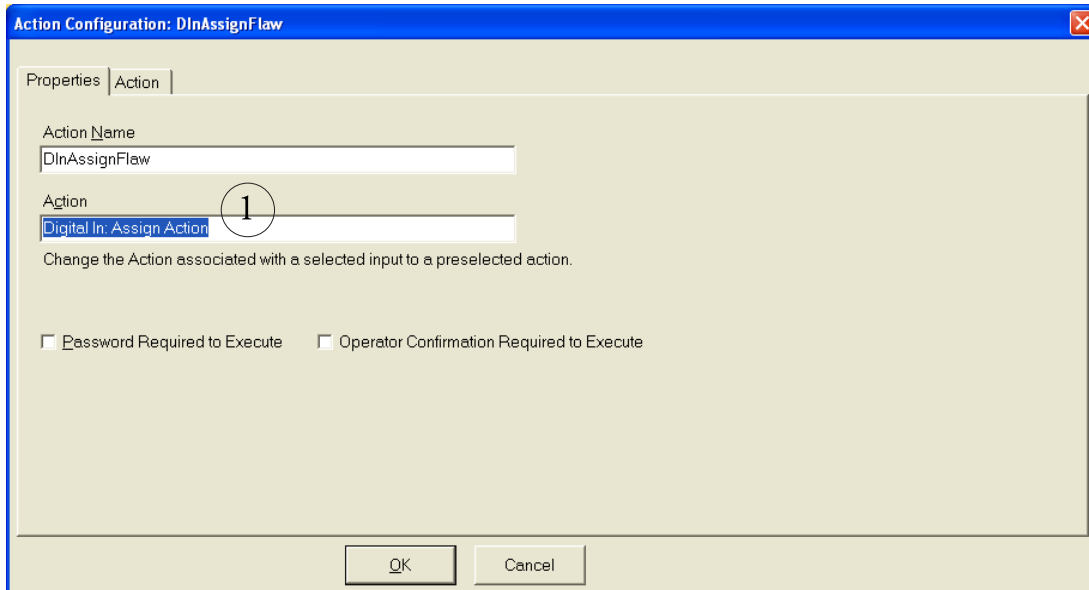 Action Configuration: DInAssignFlaw
Properties Action
Action Name
DInAssignFlaw
Action
1
Digital In: Assign Action
Change the Action associated with a selected input to a preselected action.
Password Required to Execute Operator Confirmation Required to Execute
OK Cancel